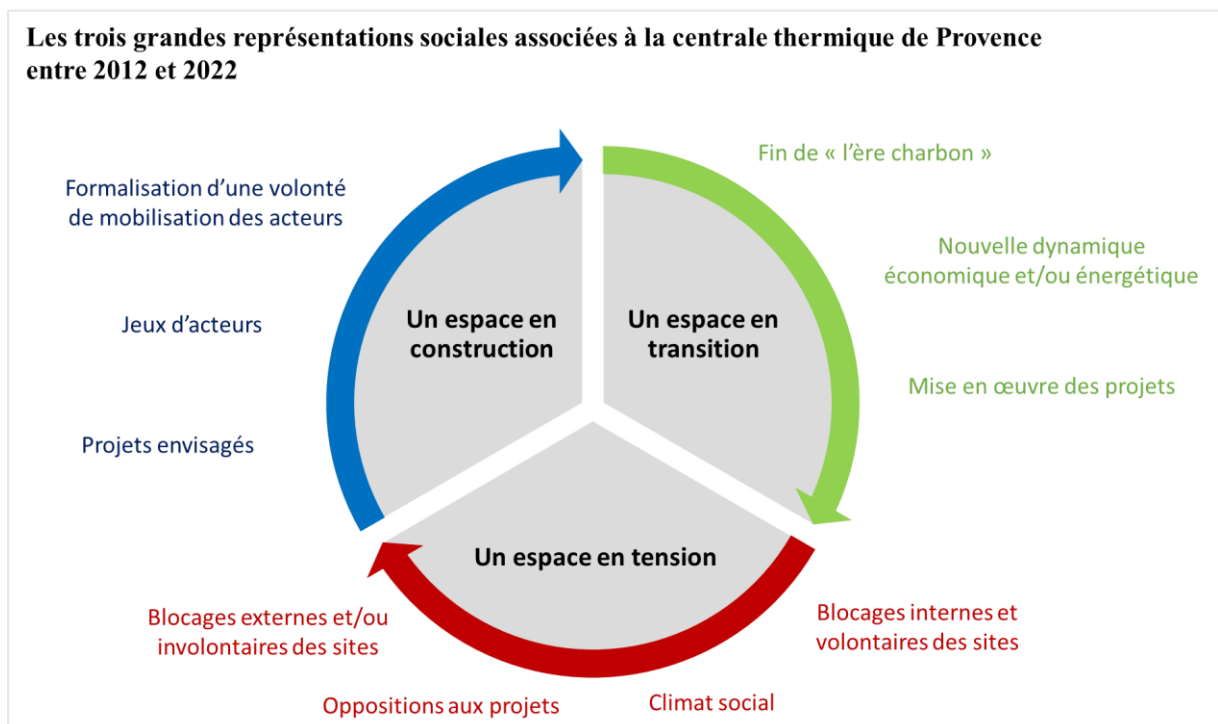 Les trois grandes représentations sociales associées à la centrale thermique de Provence
entre 2012 et 2022
Fin de « l’ère charbon »
Nouvelle dynamique
économique et/ou énergétique
Mise en œuvre des projets
Un espace en
transition
Blocages internes et
volontaires des sites
Climat social
Oppositions aux projets
Blocages externes et/ou
involontaires des sites
Un espace en tension
Projets envisagés
Jeux d’acteurs
Formalisation d’une volonté
de mobilisation des acteurs
Un espace en
construction